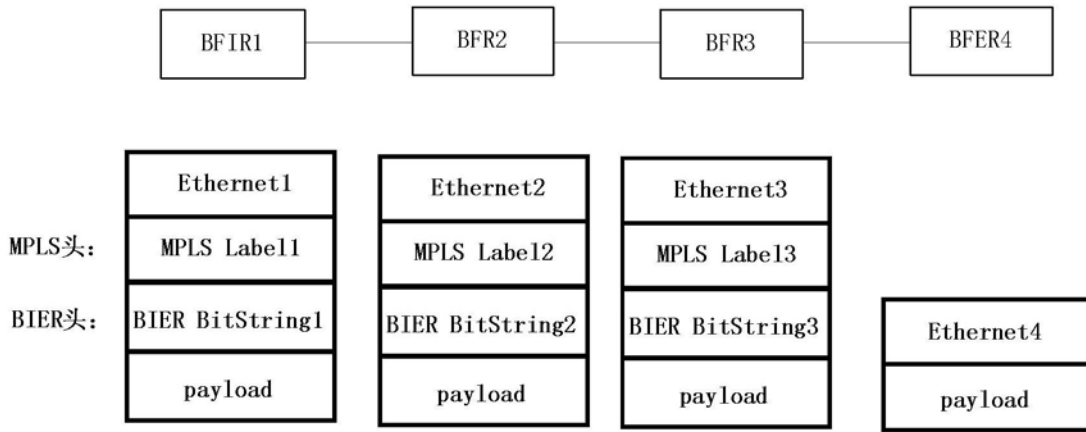 BFIR1 BFR2 BFR3 BFER4
Ethernet1 Ethernet2 Ethernet3
MPLS头: MPLS Label1 MPLS Label2 MPLS Label3
BIER头: BIER BitString1 BIER BitString2 BIER BitString3 Ethernet4
payload payload payload payload